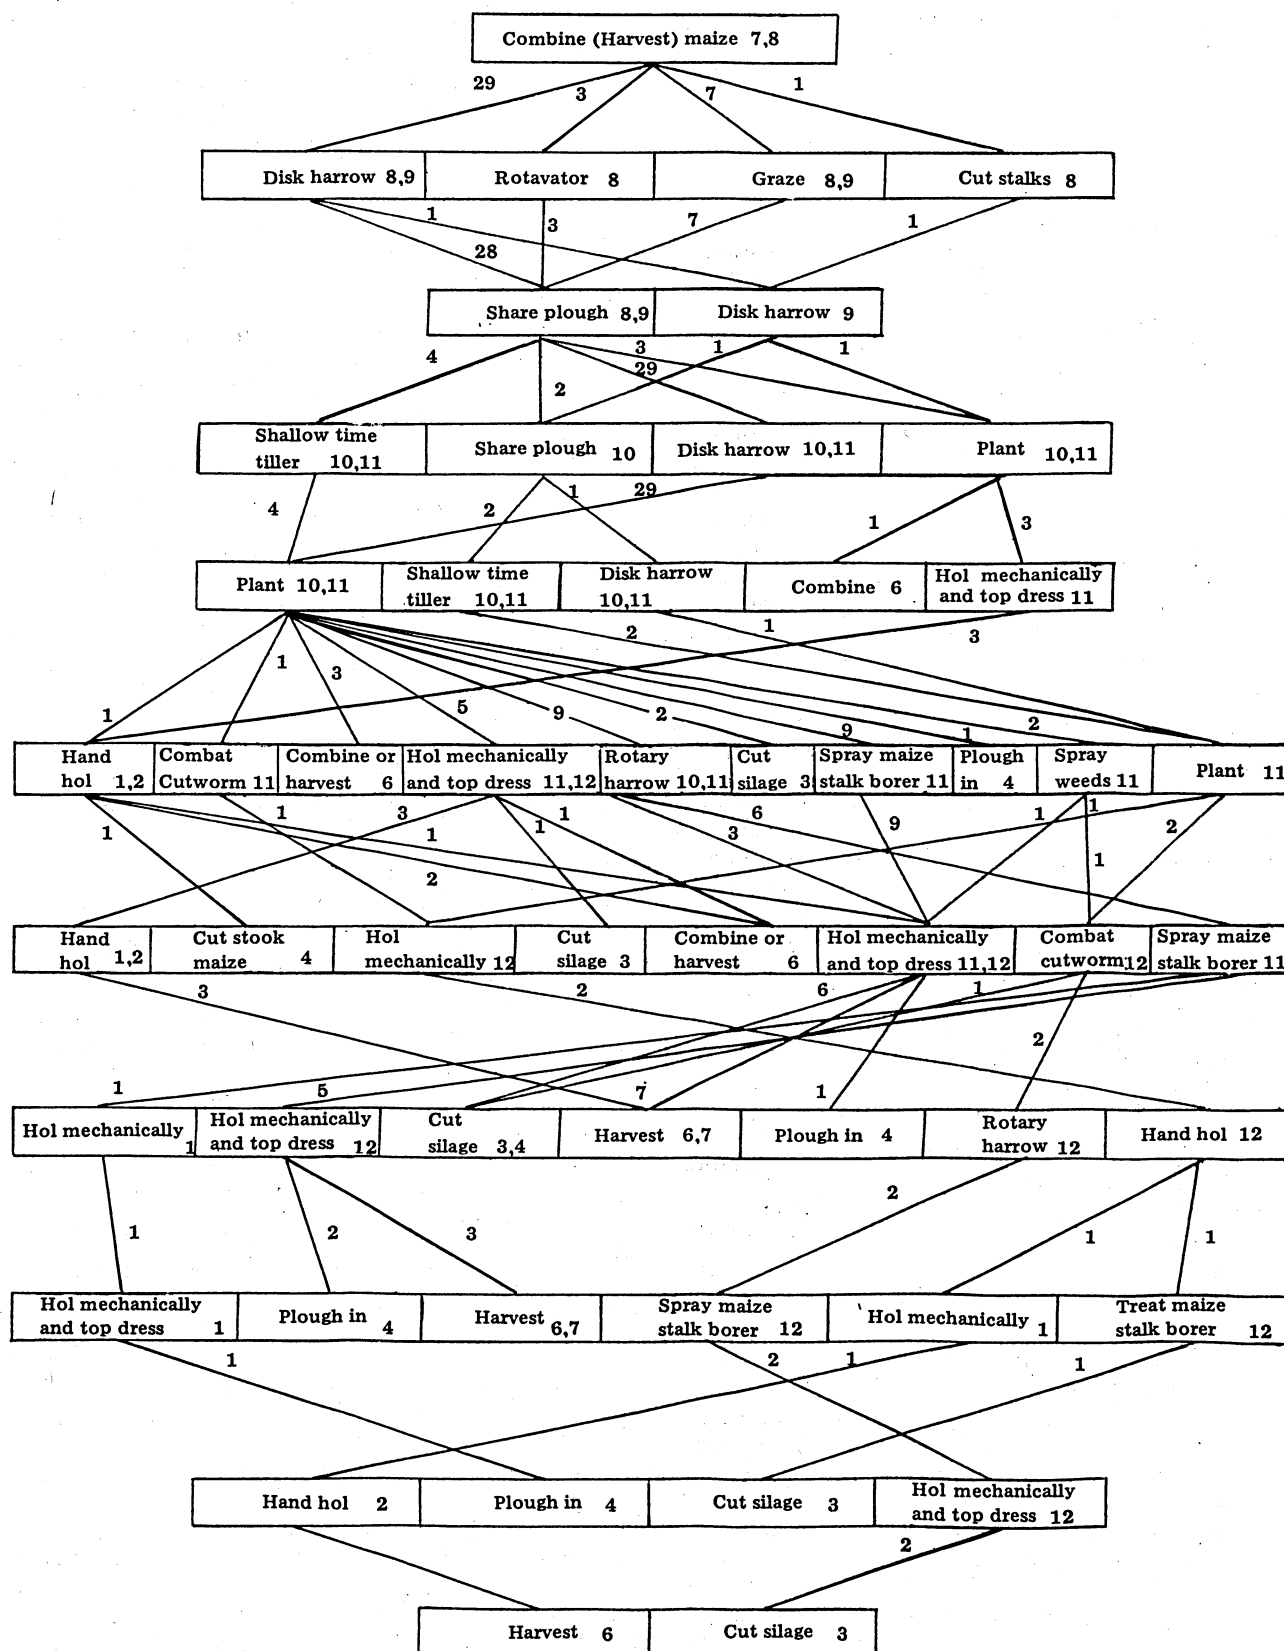 Combine (Harvest) maize 7,8
29 3 7 1
Disk harrow 8,9 Rotavator 8 Graze 8,9 Cut stalks 8
1 3 7 1
28
Share plough 8,9 Disk harrow 9
4 3 1 1
29
2
Shallow time
tiller 10,11 Share plough 10 Disk harrow 10,11 Plant 10,11
4 2 1 29 1 3
Plant 10,11 Shallow time
tiller 10,11 Disk harrow
10,11 Combine 6 Hol mechanically
and top dress 11
2 1 3
1 3
1 5 9 2 9 1 2
Hand
hol 1,2 Combat
Cutworm 11 Combine or
harvest 6 Hol mechanically
and top dress 11,12 Rotary
harrow 10,11 Cut
silage 3 Spray maize
stalk borer 11 Plough
in 4 Spray
weeds 11 Plant 11
1 3 1 6 1 1
1 1 1 3 9 2
2 1
Hand
hol 1,2 Cut stook
maize 4 Hol
mechanically 12 Cut
silage 3 Combine or
harvest 6 Hol mechanically
and top dress 11,12 Combat
cutworm 12 Spray maize
stalk borer 11
3 2 6 1
2
1 5 7 1
Hol mechanically 1 Hol mechanically
and top dress 12 Cut
silage 3,4 Harvest 6,7 Plough in 4 Rotary
harrow 12 Hand hol 12
2
1 2 3 1 1
Hol mechanically
and top dress 1 Plough in 4 Harvest 6,7 Spray maize
stalk borer 12 Hol mechanically 1 Treat maize
stalk borer 12
1 2 1 1
Hand hol 2 Plough in 4 Cut silage 3 Hol mechanically
and top dress 12
2
Harvest 6 Cut silage 3